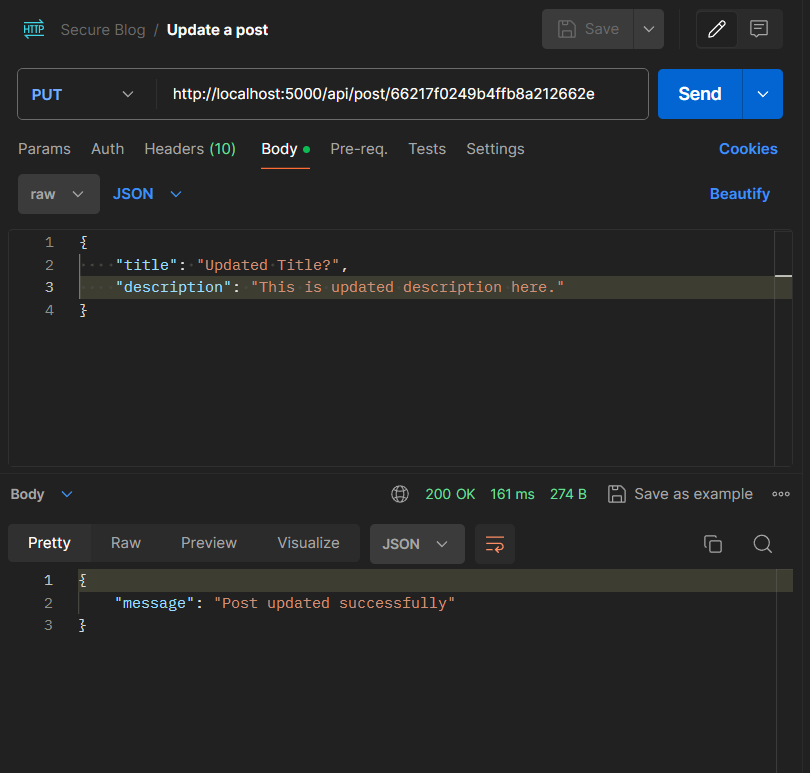 HTTP Secure Blog / Update a post Save
PUT http://localhost:5000/api/post/66217f0249b4ffb8a212662e Send
Params Auth Headers (10) Body Pre-req. Tests Settings Cookies
raw JSON Beautify
1 {
2 "title": "Updated Title?",
3 "description": "This is updated description here."
4 }
Body 200 OK 161 ms 274 B Save as example
Pretty Raw Preview Visualize JSON
1 {
2 "message": "Post updated successfully"
3 }